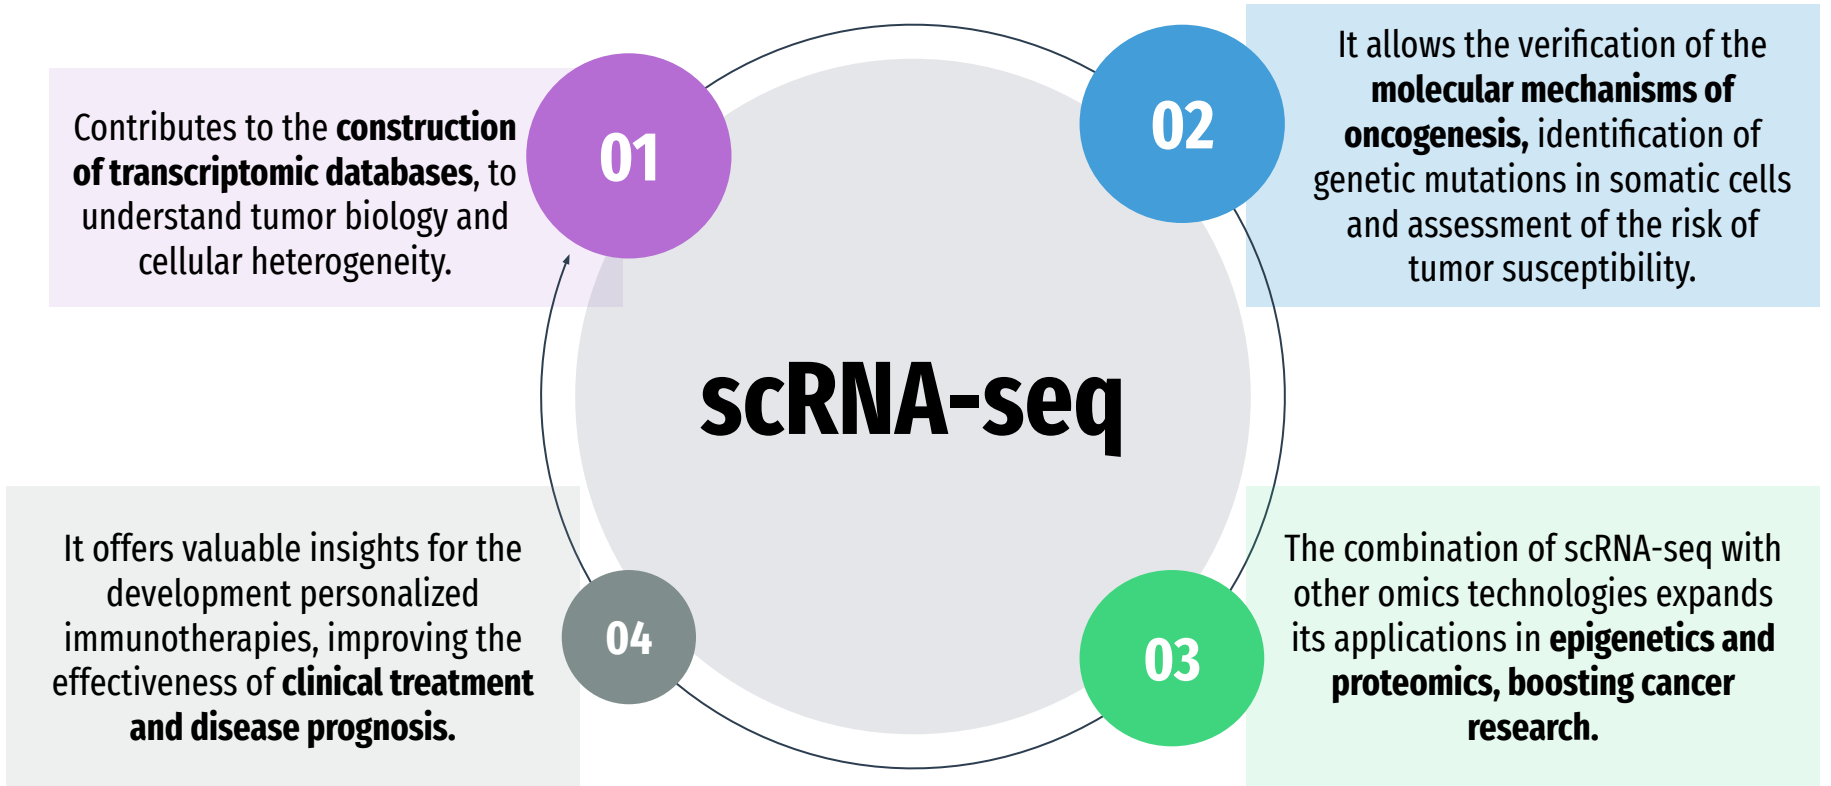 01
Contributes to the construction
of transcriptomic databases, to
understand tumor biology and
cellular heterogeneity.
02
It allows the verification of the
molecular mechanisms of
oncogenesis, identification of
genetic mutations in somatic cells
and assessment of the risk of
tumor susceptibility.
scRNA-seq
03
The combination of scRNA-seq with
other omics technologies expands
its applications in epigenetics and
proteomics, boosting cancer
research.
04
It offers valuable insights for the
development personalized
immunotherapies, improving the
effectiveness of clinical treatment
and disease prognosis.